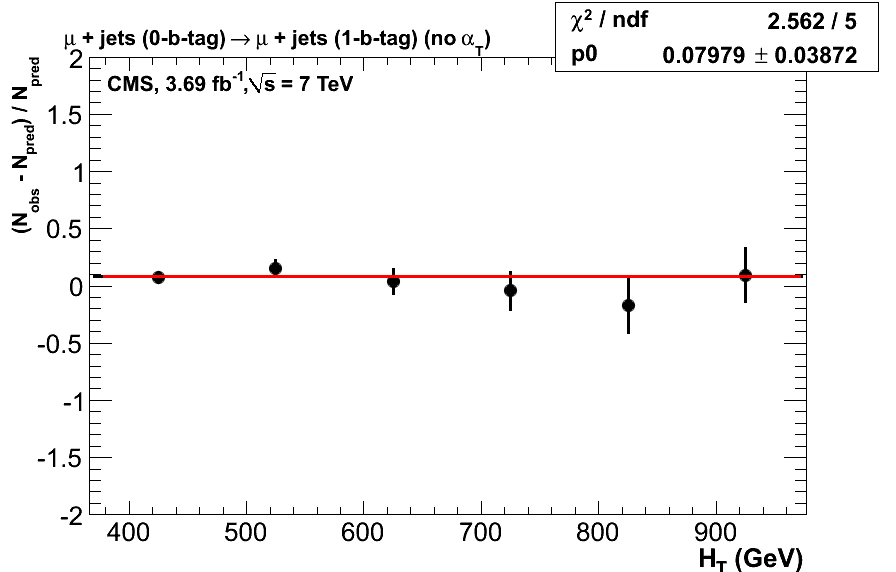 μ + jets (0-b-tag) → μ + jets (1-b-tag) (no α_T)
χ² / ndf 2.562 / 5
p0 0.07979 ± 0.03872
CMS, 3.69 fb⁻¹,√s = 7 TeV
(N_obs - N_pred) / N_pred
2
1.5
1
0.5
0
-0.5
-1
-1.5
-2
400 500 600 700 800 900
H_T (GeV)